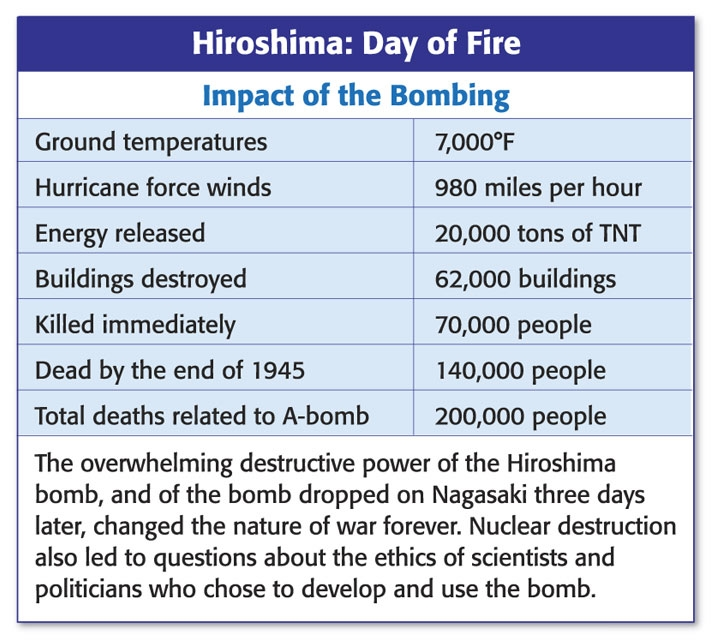 Hiroshima: Day of Fire
Impact of the Bombing
Ground temperatures 7,000°F
Hurricane force winds 980 miles per hour
Energy released 20,000 tons of TNT
Buildings destroyed 62,000 buildings
Killed immediately 70,000 people
Dead by the end of 1945 140,000 people
Total deaths related to A-bomb 200,000 people
The overwhelming destructive power of the Hiroshima
bomb, and of the bomb dropped on Nagasaki three days
later, changed the nature of war forever. Nuclear destruction
also led to questions about the ethics of scientists and
politicians who chose to develop and use the bomb.